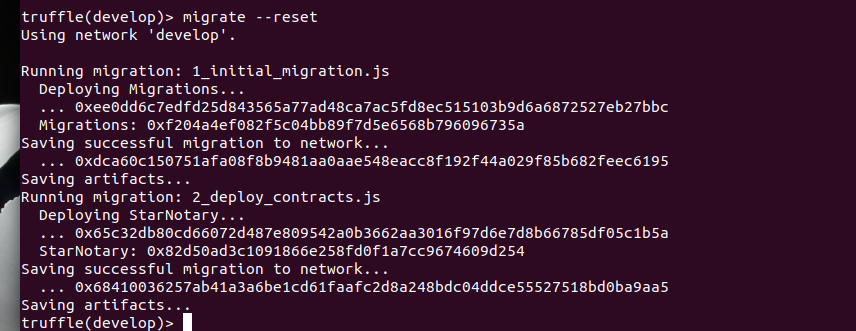 truffle(develop)> migrate --reset
Using network 'develop'.
Running migration: 1_initial_migration.js
Deploying Migrations...
... 0xee0dd6c7edfd25d843565a77ad48ca7ac5fd8ec515103b9d6a6872527eb27bbc
Migrations: 0xf204a4ef082f5c04bb89f7d5e6568b796096735a
Saving successful migration to network...
... 0xdca60c150751afa08f8b9481aa0aae548eacc8f192f44a029f85b682feec6195
Saving artifacts...
Running migration: 2_deploy_contracts.js
Deploying StarNotary...
... 0x65c32db80cd66072d487e809542a0b3662aa3016f97d6e7d8b66785df05c1b5a
StarNotary: 0x82d50ad3c1091866e258fd0f1a7cc9674609d254
Saving successful migration to network...
... 0x68410036257ab41a3a6be1cd61faafc2d8a248bdc04ddce55527518bd0ba9aa5
Saving artifacts...
truffle(develop)>